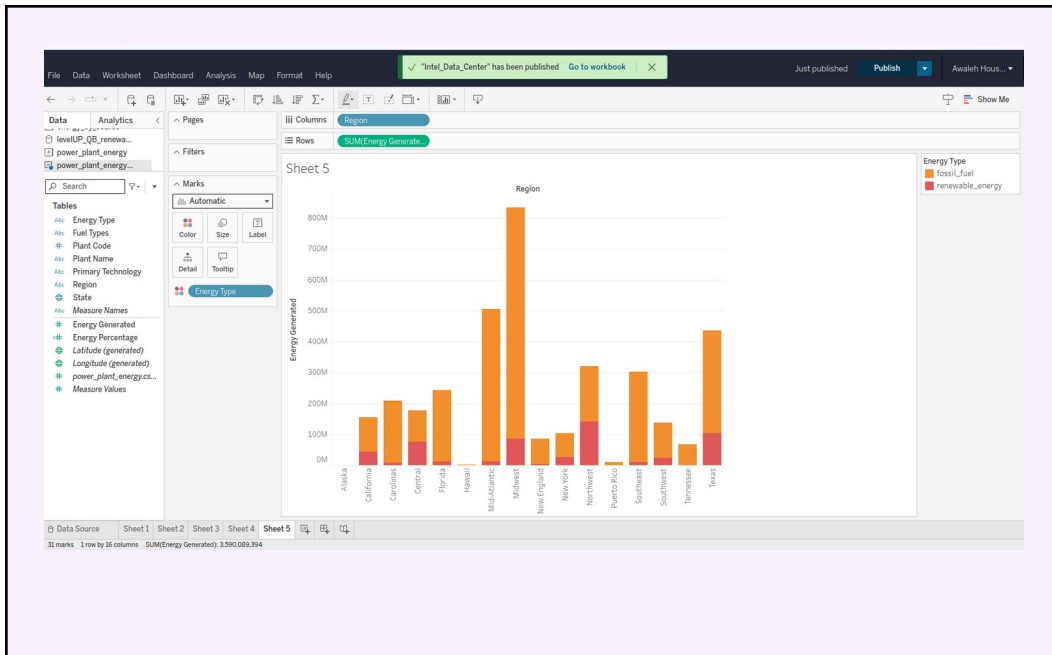 "Intel_Data_Center" has been published Go to workbook
File Data Worksheet Dashboard Analysis Map Format Help
Just published Publish Awaleh Hous...
Show Me
Data Analytics
levelUP_QB_renewa...
power_plant_energy
power_plant_energy...
Search
Tables
Abc Energy Type
Abc Fuel Types
# Plant Code
Abc Plant Name
Abc Primary Technology
Abc Region
State
Abc Measure Names
# Energy Generated
=# Energy Percentage
Latitude (generated)
Longitude (generated)
# power_plant_energy.cs...
# Measure Values
Pages
Filters
Marks
Automatic
Color Size Label
Detail Tooltip
Energy Type
Columns Region
Rows SUM(Energy Generate..
Sheet 5
Region
Energy Generated
800M
700M
600M
500M
400M
300M
200M
100M
0M
Alaska
California
Carolinas
Central
Florida
Hawaii
Mid-Atlantic
Midwest
New England
New York
Northwest
Puerto Rico
Southeast
Southwest
Tennessee
Texas
Energy Type
fossil_fuel
renewable_energy
Data Source Sheet 1 Sheet 2 Sheet 3 Sheet 4 Sheet 5
31 marks 1 row by 16 columns SUM(Energy Generated): 3,590,089,394